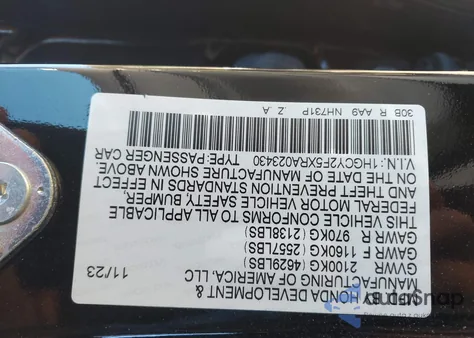 HONDA DEVELOPMENT &
MANUFACTURING OF AMERICA, LLC
11/23
GVWR 2100KG (4629LBS)
GAWR F 1160KG (2557LBS)
GAWR R 970KG (2138LBS)
THIS VEHICLE CONFORMS TO ALL APPLICABLE
FEDERAL MOTOR VEHICLE SAFETY, BUMPER,
AND THEFT PREVENTION STANDARDS IN EFFECT
ON THE DATE OF MANUFACTURE SHOWN ABOVE
V.I.: 1HGCY2F5XRA023430 TYPE:PASSENGER CAR
30B R AA9 NH731P Z A